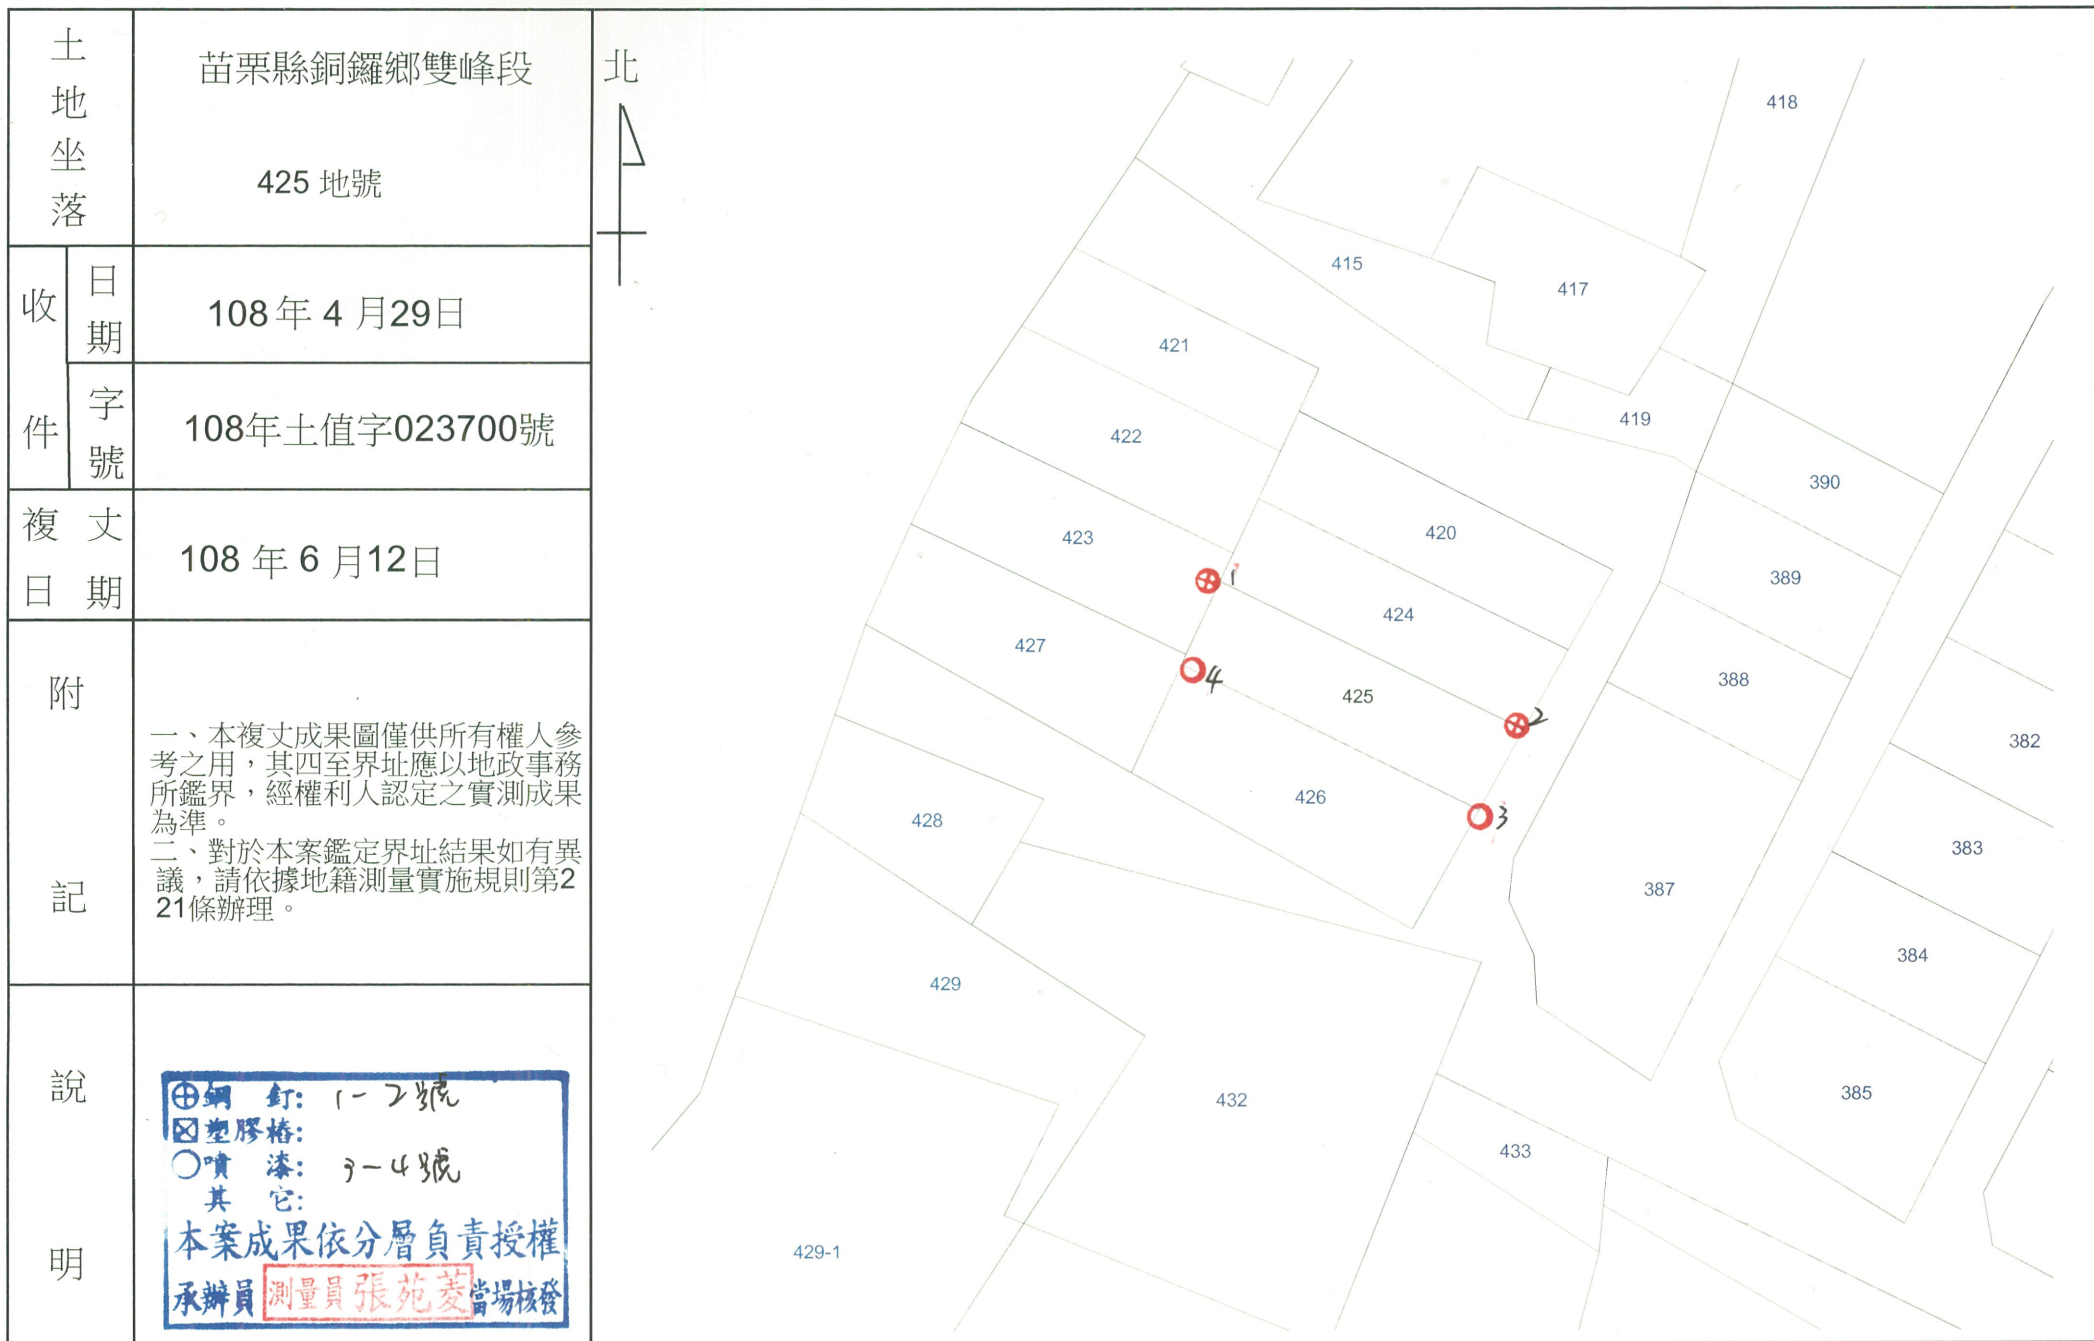 土地坐落
苗栗縣銅鑼鄉雙峰段
425 地號
收件
日期
108年 4 月29日
字號
108年土值字023700號
複丈日期
108 年 6 月12日
附記
一、本複丈成果圖僅供所有權人參
考之用，其四至界址應以地政事務
所鑑界，經權利人認定之實測成果
為準。
二、對於本案鑑定界址結果如有異
議，請依據地籍測量實施規則第2
21條辦理。
說明
⊕鋼 釘: 1-2號
塑膠樁:
○噴 漆: 3-4號
其 它:
本案成果依分層負責授權
承辦員 測量員 張苑菱 當場核發
北
418
415
417
421
419
422
390
420
423
389
1
424
427
388
4
425
2
382
426
3
428
383
387
384
429
385
432
433
429-1